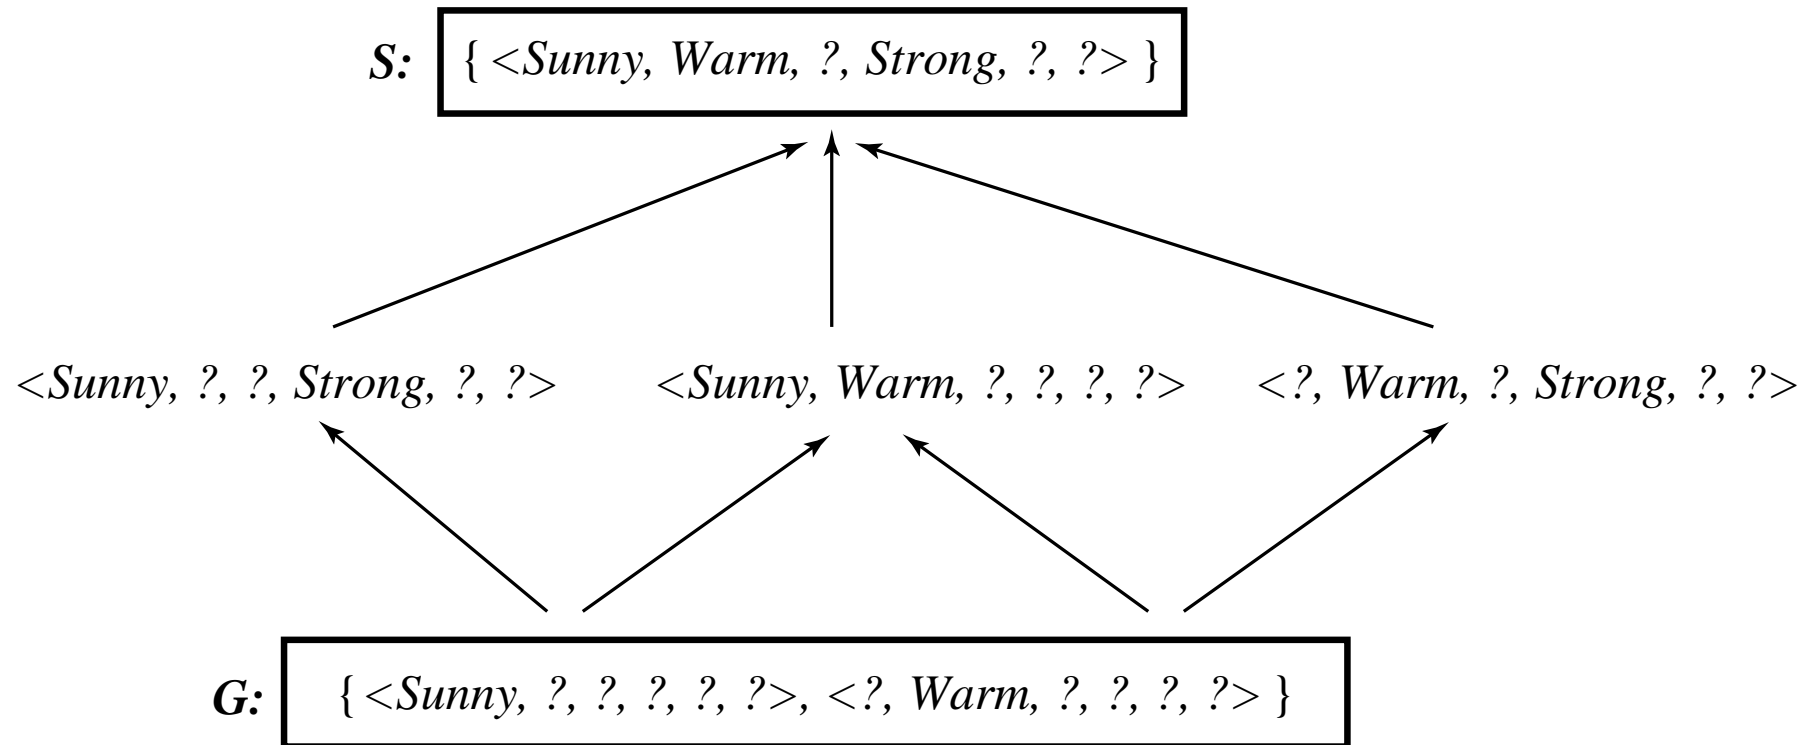 S: { <Sunny, Warm, ?, Strong, ?, ?> }
<Sunny, ?, ?, Strong, ?, ?> <Sunny, Warm, ?, ?, ?, ?> <?, Warm, ?, Strong, ?, ?>
G: { <Sunny, ?, ?, ?, ?, ?>, <?, Warm, ?, ?, ?, ?> }